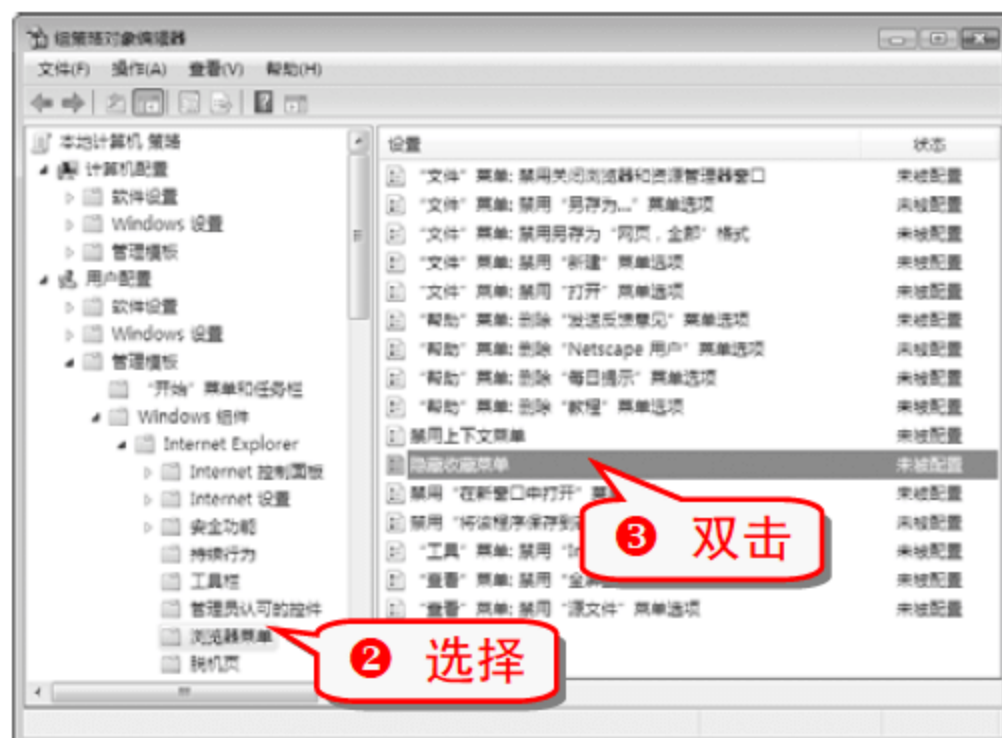 组策略对象编辑器
文件(F) 操作(A) 查看(V) 帮助(H)
本地计算机 策略
计算机配置
软件设置
Windows 设置
管理模板
用户配置
软件设置
Windows 设置
管理模板
“开始”菜单和任务栏
Windows 组件
Internet Explorer
Internet 控制面板
Internet 设置
安全功能
持续行为
工具栏
管理员认可的控件
浏览器菜单
脱机页
设置 状态
“文件”菜单: 禁用关闭浏览器和资源管理器窗口 未被配置
“文件”菜单: 禁用“另存为...”菜单选项 未被配置
“文件”菜单: 禁用另存为“网页，全部”格式 未被配置
“文件”菜单: 禁用“新建”菜单选项 未被配置
“文件”菜单: 禁用“打开”菜单选项 未被配置
“帮助”菜单: 删除“发送反馈意见”菜单选项 未被配置
“帮助”菜单: 删除“Netscape 用户”菜单选项 未被配置
“帮助”菜单: 删除“每日提示”菜单选项 未被配置
“帮助”菜单: 删除“教程”菜单选项 未被配置
禁用上下文菜单 未被配置
隐藏收藏菜单 未被配置
禁用“在新窗口中打开”菜 未被配置
禁用“将该程序保存到 未被配置
“工具”菜单: 禁用“In 未被配置
“查看”菜单: 禁用“全屏 未被配置
“查看”菜单: 禁用“源文件”菜单选项 未被配置
❸ 双击
❷ 选择